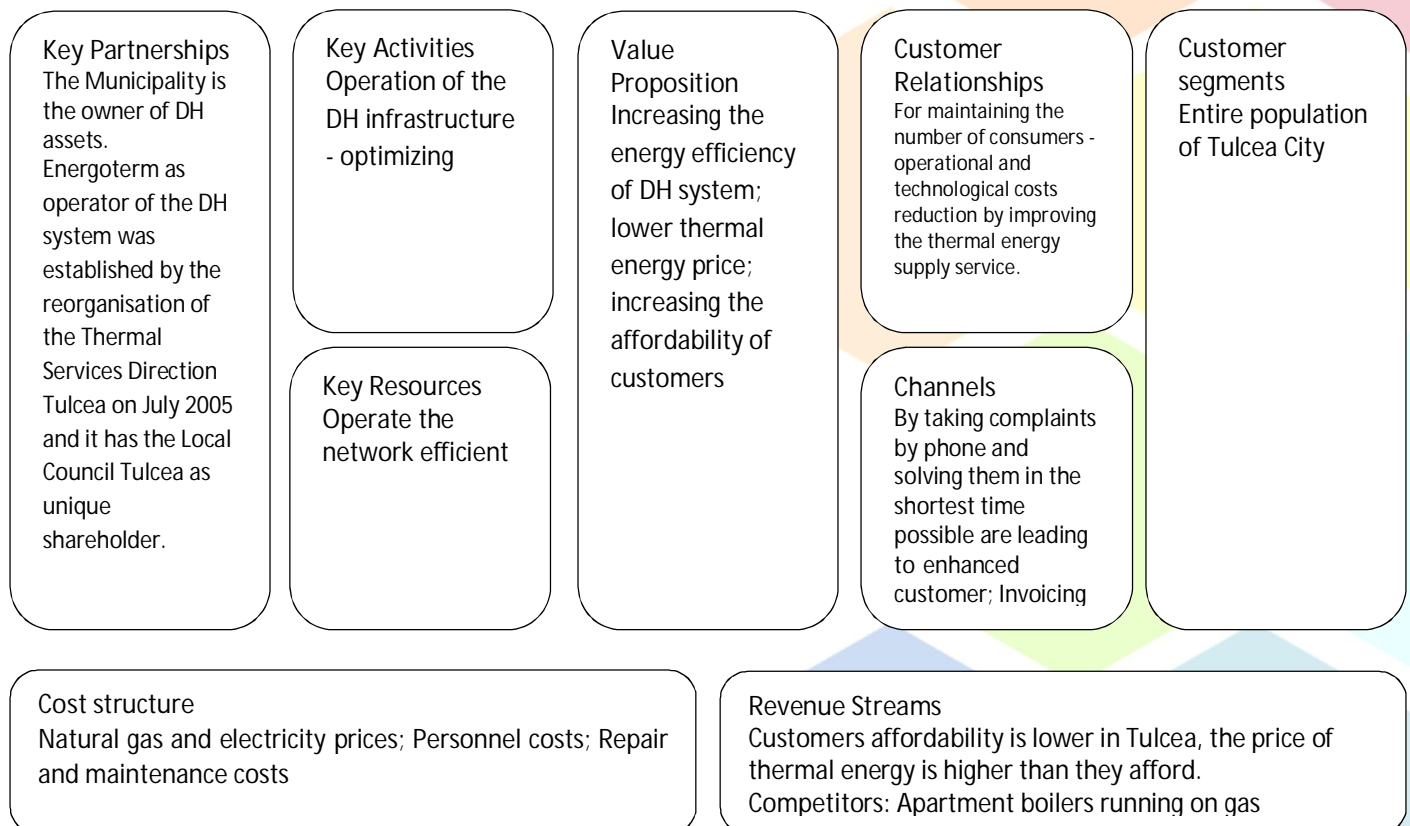 Key Partnerships
The Municipality is
the owner of DH
assets.
Energoterm as
operator of the DH
system was
established by the
reorganisation of
the Thermal
Services Direction
Tulcea on July 2005
and it has the Local
Council Tulcea as
unique
shareholder.
Key Activities
Operation of the
DH infrastructure
- optimizing
Key Resources
Operate the
network efficient
Value
Proposition
Increasing the
energy efficiency
of DH system;
lower thermal
energy price;
increasing the
affordability of
customers
Customer
Relationships
For maintaining the
number of consumers -
operational and
technological costs
reduction by improving
the thermal energy
supply service.
Channels
By taking complaints
by phone and
solving them in the
shortest time
possible are leading
to enhanced
customer; Invoicing
Customer
segments
Entire population
of Tulcea City
Cost structure
Natural gas and electricity prices; Personnel costs; Repair
and maintenance costs
Revenue Streams
Customers affordability is lower in Tulcea, the price of
thermal energy is higher than they afford.
Competitors: Apartment boilers running on gas